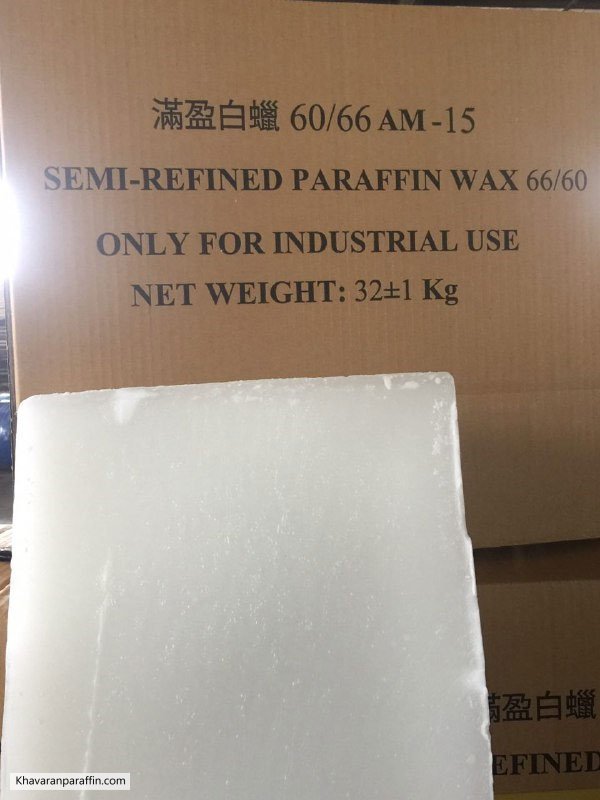 滿盈白蠟 60/66 AM-15
SEMI-REFINED PARAFFIN WAX 66/60
ONLY FOR INDUSTRIAL USE
NET WEIGHT: 32±1 Kg
滿盈白蠟
EFINED
Khavaranparaffin.com